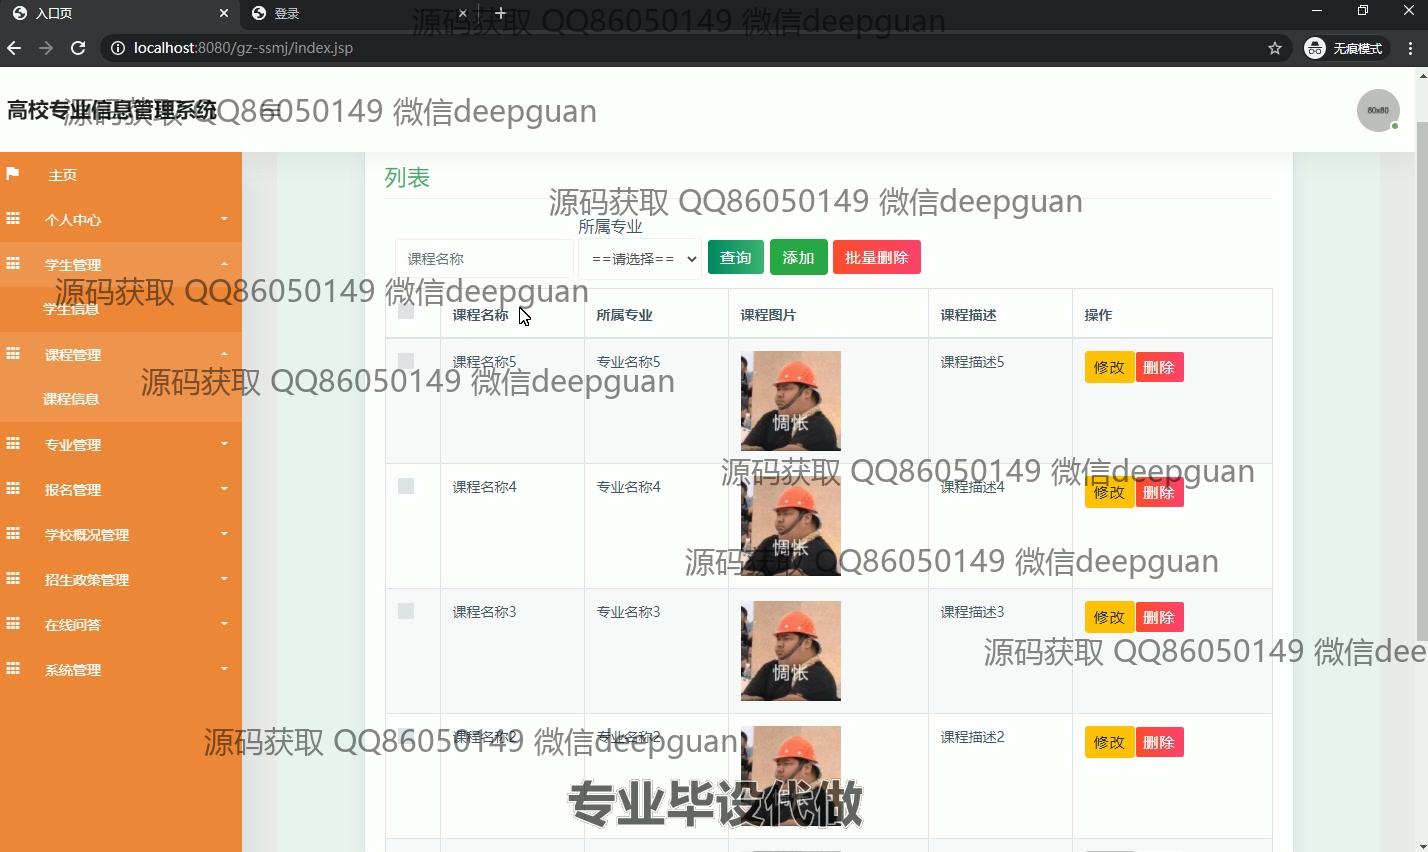 入口页
登录
源码获取 QQ86050149 微信deepguan
localhost:8080/gz-ssmj/index.jsp
无痕模式
高校专业信息管理系统
源码获取 QQ86050149 微信deepguan
80x80
主页
列表
个人中心
源码获取 QQ86050149 微信deepguan
所属专业
课程名称
==请选择==
查询
添加
批量删除
学生管理
源码获取 QQ86050149 微信deepguan
学生信息
课程名称
所属专业
课程图片
课程描述
操作
课程管理
课程名称5
专业名称5
惆怅
课程描述5
修改
删除
源码获取 QQ86050149 微信deepguan
课程信息
专业管理
源码获取 QQ86050149 微信deepguan
报名管理
课程名称4
专业名称4
惆怅
课程描述4
修改
删除
学校概况管理
源码获取 QQ86050149 微信deepguan
招生政策管理
课程名称3
专业名称3
惆怅
课程描述3
修改
删除
在线问答
源码获取 QQ86050149 微信dee
系统管理
课程名称2
专业名称2
课程描述2
修改
删除
源码获取 QQ86050149 微信deepguan
专业毕设代做